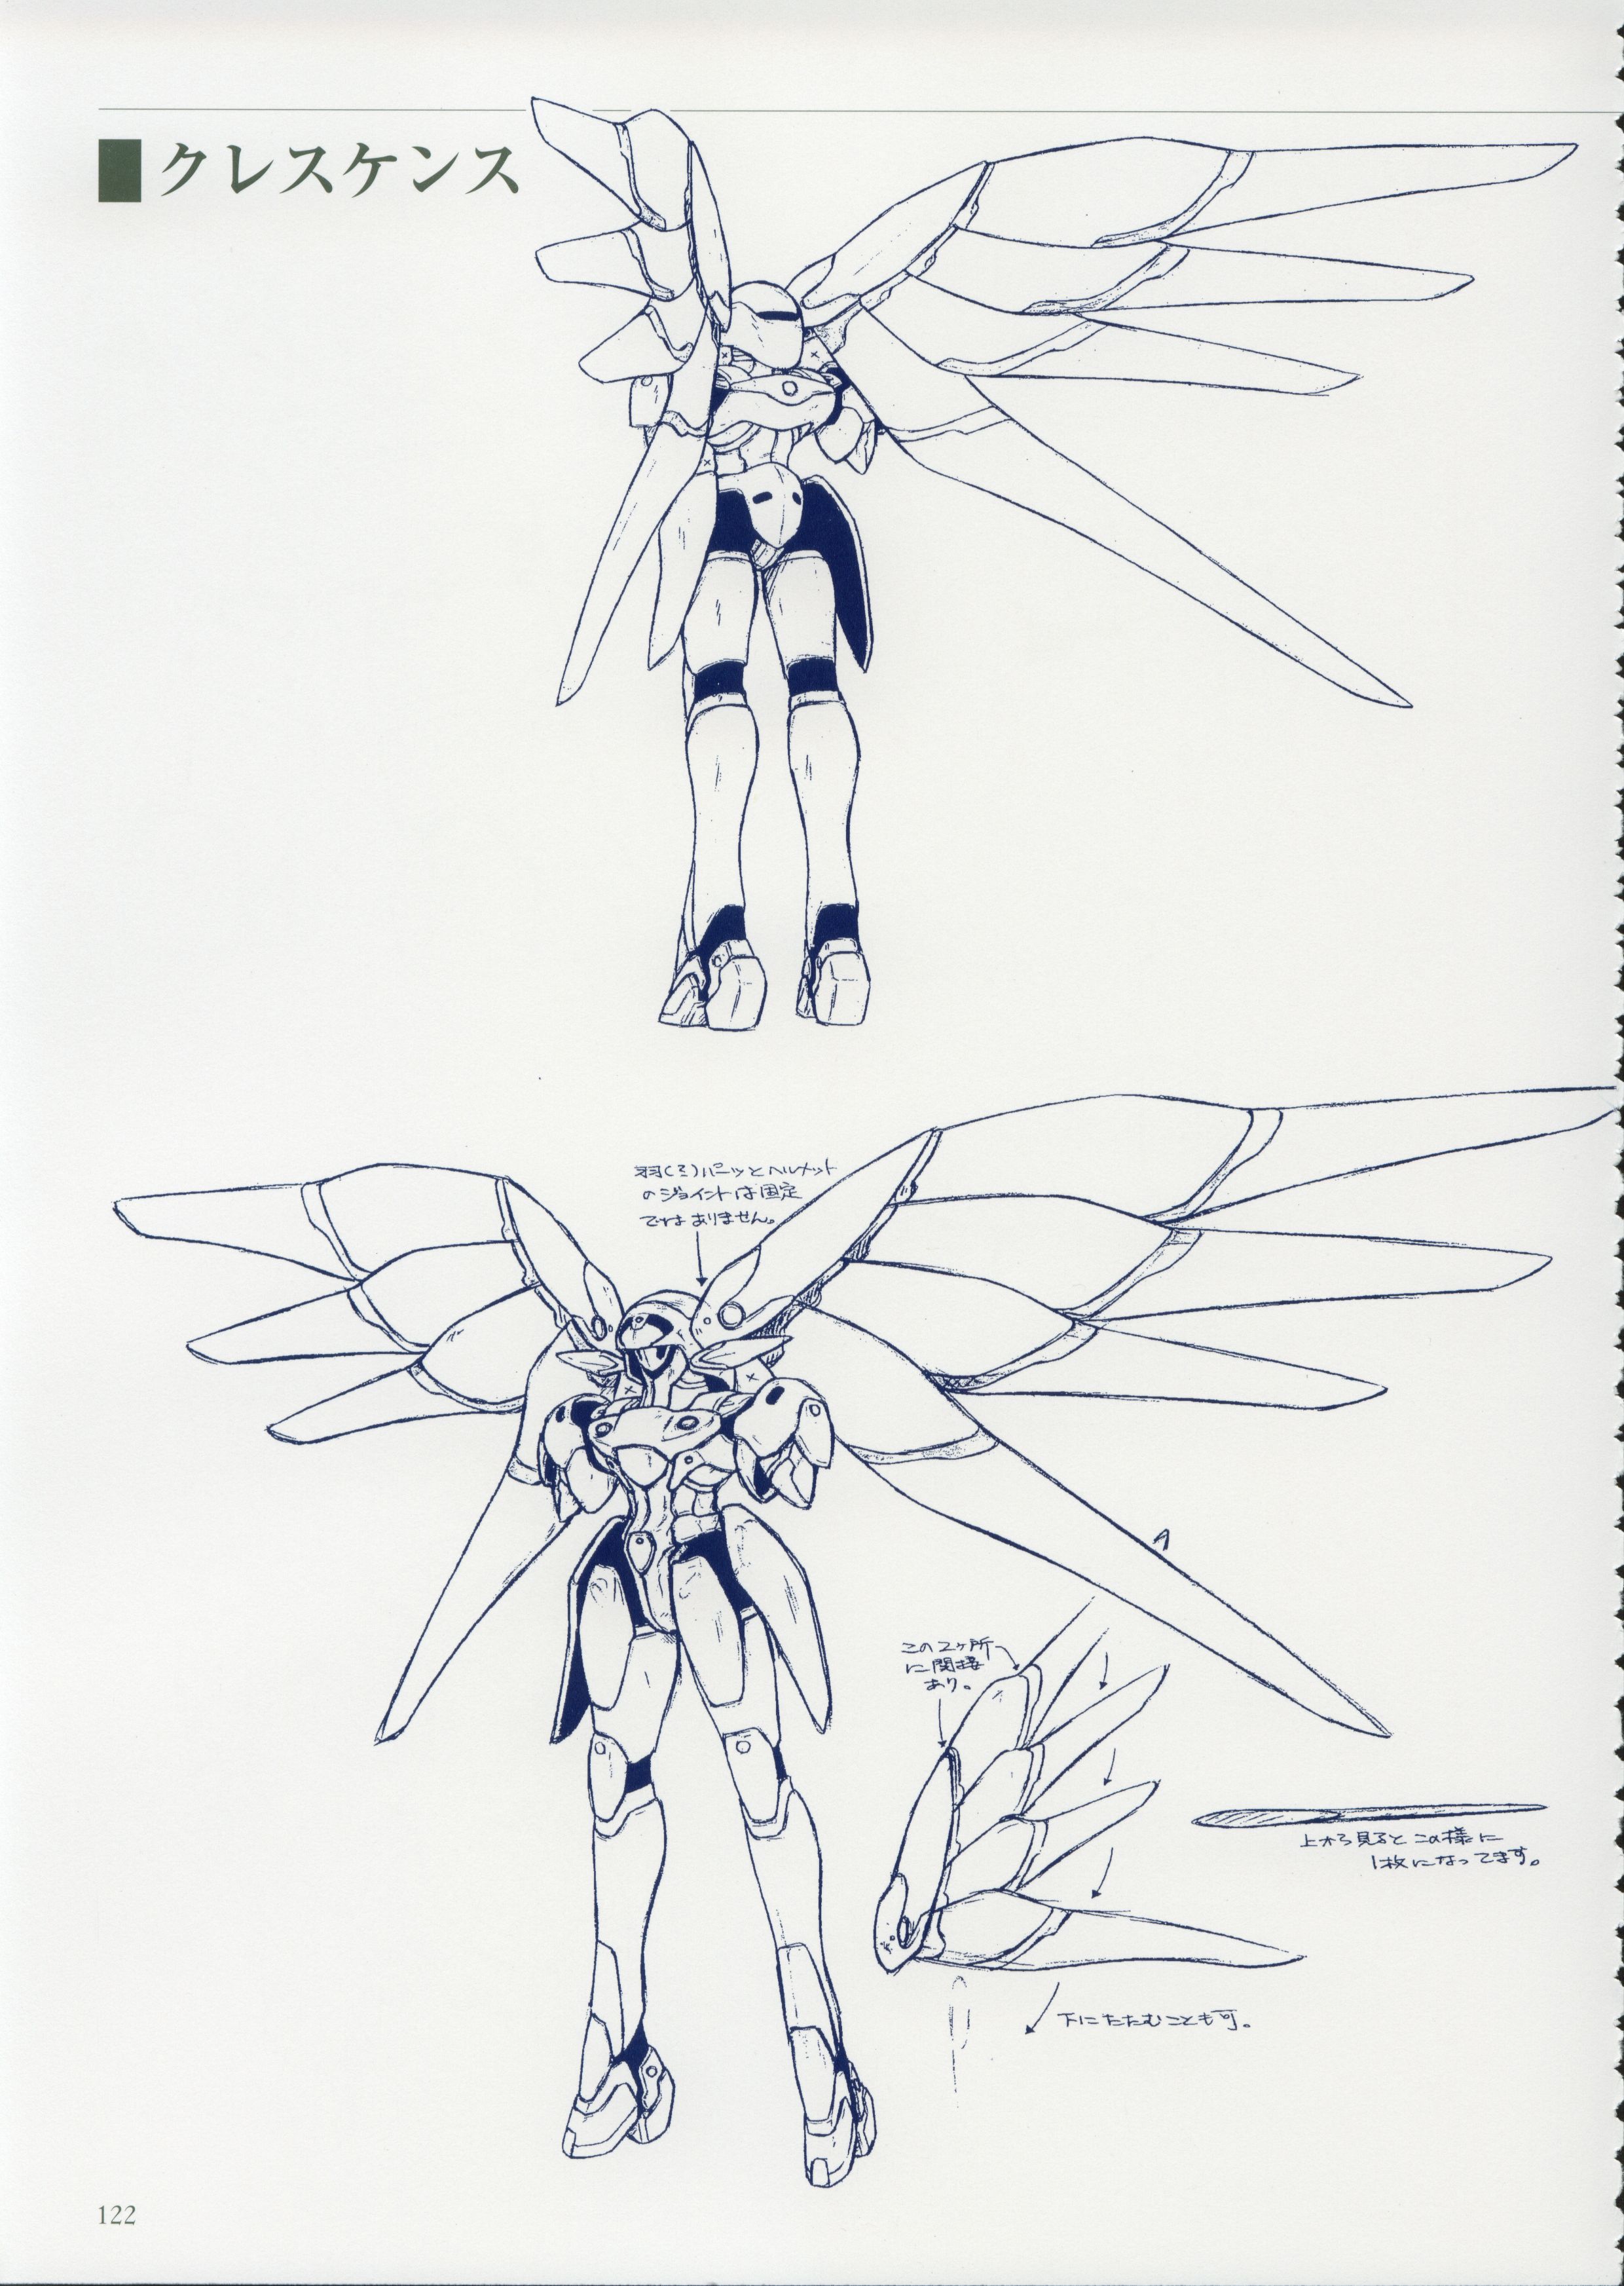 クレスケンス
羽(ミ)パーツとヘルメット
のジョイントは固定
ではありません。
A
この2ヶ所
に関接
あり。
上から見るとこの様に
1枚になってます。
下にたたむことも可。
122